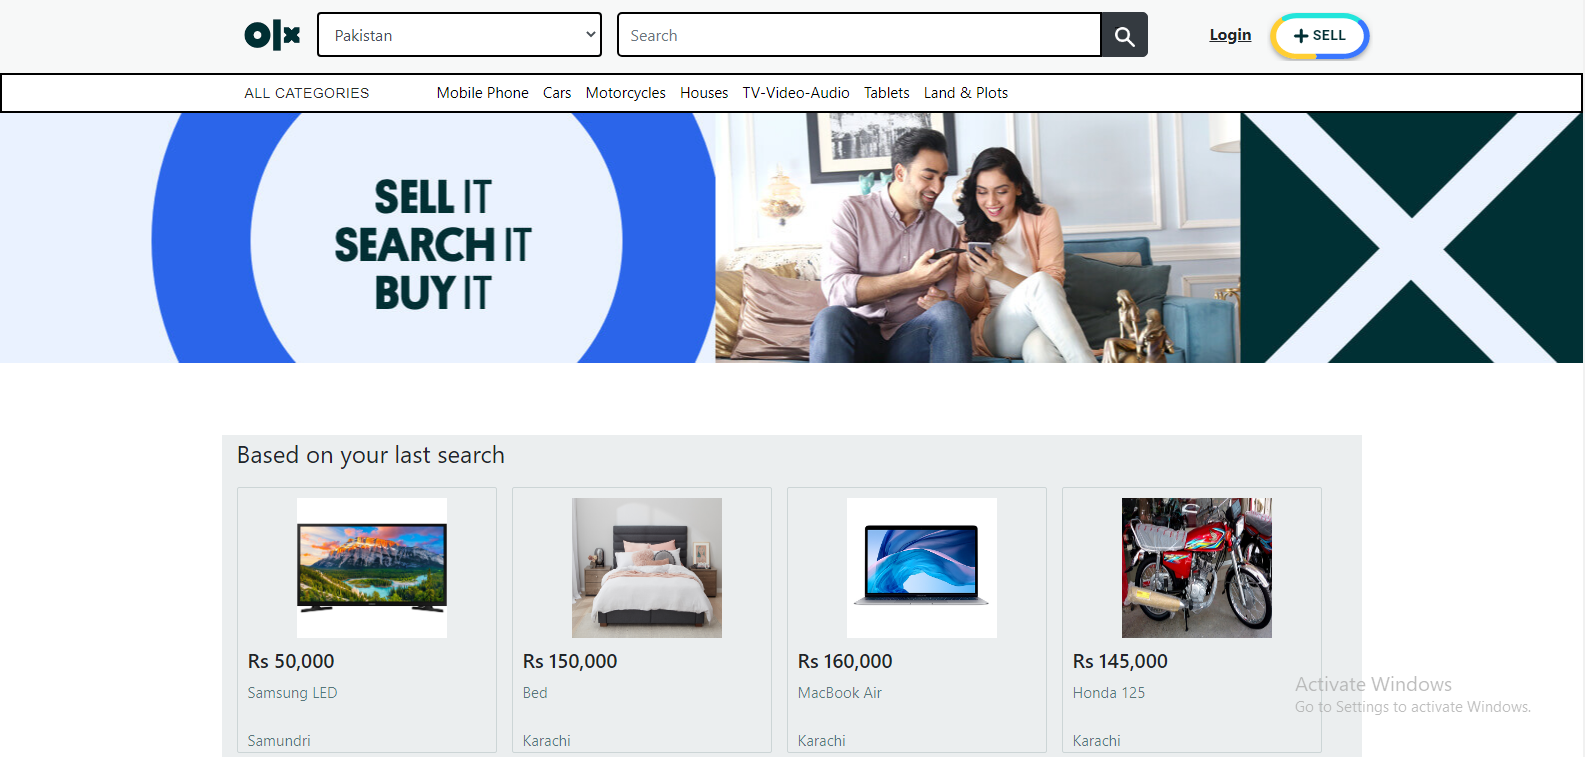 olx
Pakistan
Search
Login
+ SELL
ALL CATEGORIES
Mobile Phone Cars Motorcycles Houses TV-Video-Audio Tablets Land & Plots
SELL IT
SEARCH IT
BUY IT
Based on your last search
Rs 50,000
Samsung LED
Samundri
Rs 150,000
Bed
Karachi
Rs 160,000
MacBook Air
Karachi
Rs 145,000
Honda 125
Karachi
Activate Windows
Go to Settings to activate Windows.